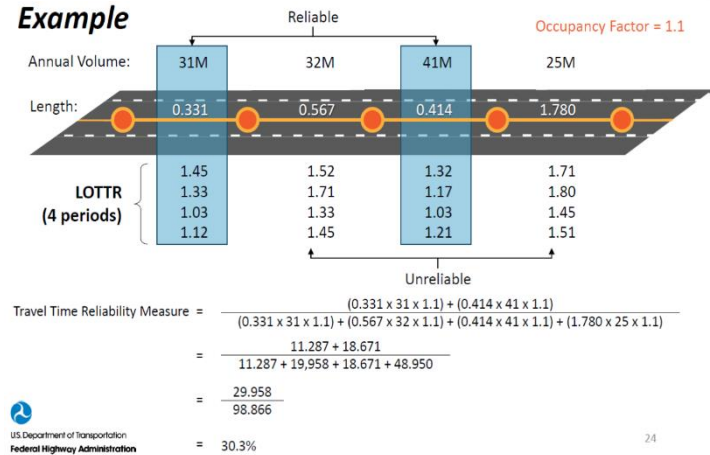 Example
Reliable
Occupancy Factor = 1.1
Annual Volume: 31M 32M 41M 25M
Length: 0.331 0.567 0.414 1.780
LOTTR
(4 periods)
1.45 1.52 1.32 1.71
1.33 1.71 1.17 1.80
1.03 1.33 1.03 1.45
1.12 1.45 1.21 1.51
Unreliable
Travel Time Reliability Measure = (0.331 x 31 x 1.1) + (0.414 x 41 x 1.1)
(0.331 x 31 x 1.1) + (0.567 x 32 x 1.1) + (0.414 x 41 x 1.1) + (1.780 x 25 x 1.1)
= 11.287 + 18.671
11.287 + 19,958 + 18.671 + 48.950
= 29.958
98.866
= 30.3%
U.S. Department of Transportation
Federal Highway Administration
24